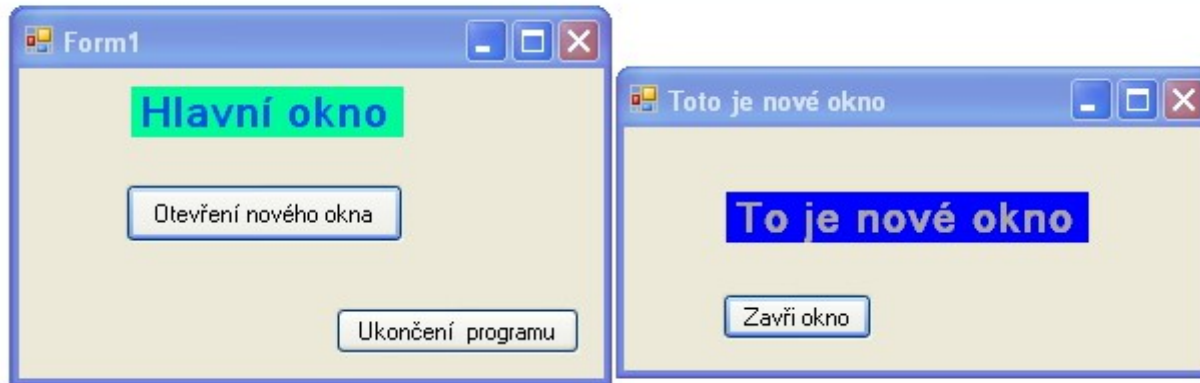 Form1
Hlavní okno
Otevření nového okna
Ukončení programu
Toto je nové okno
To je nové okno
Zavři okno